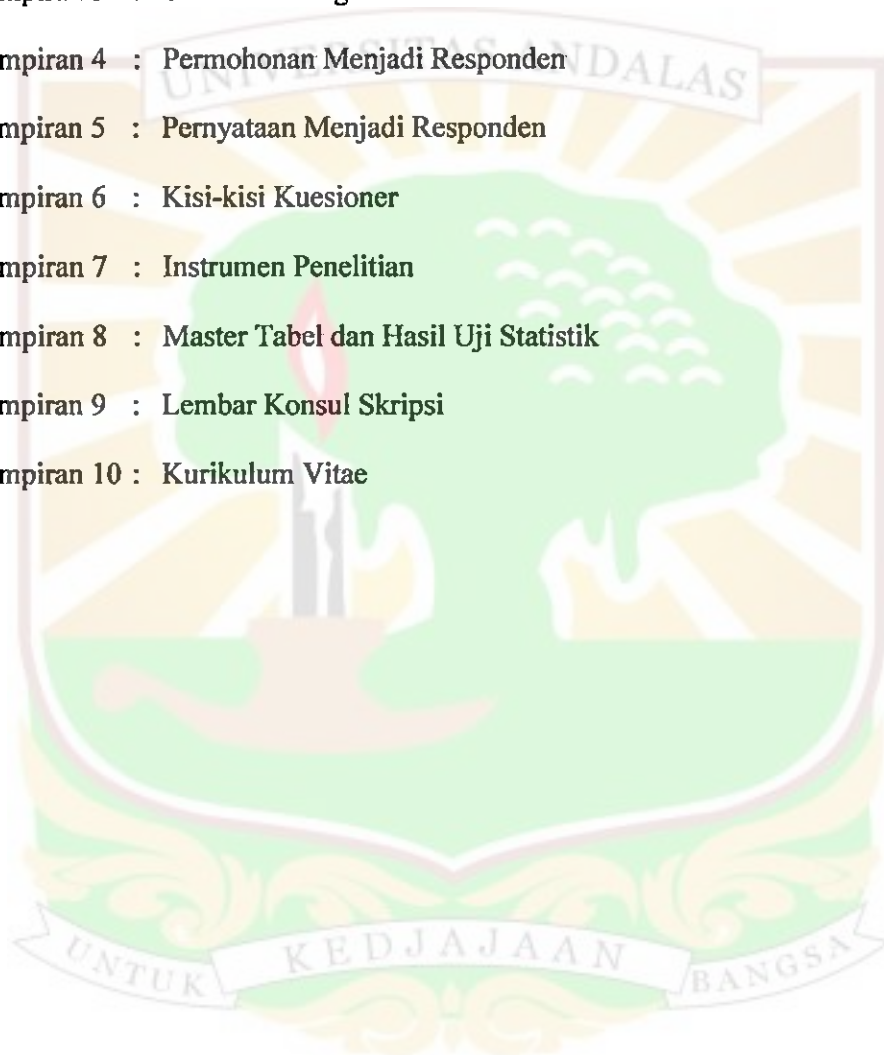 UNIVERSITAS ANDALAS
mpiran 4 : Permohonan Menjadi Responden
mpiran 5 : Pernyataan Menjadi Responden
mpiran 6 : Kisi-kisi Kuesioner
mpiran 7 : Instrumen Penelitian
mpiran 8 : Master Tabel dan Hasil Uji Statistik
mpiran 9 : Lembar Konsul Skripsi
mpiran 10 : Kurikulum Vitae
UNTUK KEDJAJAAN BANGSA